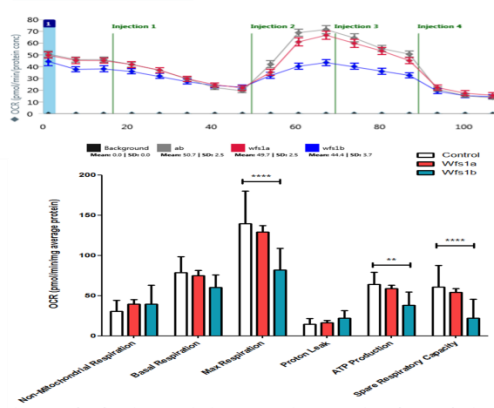 1
Injection 1
Injection 2
Injection 3
Injection 4
OCR (pmol/min/protein conc)
80
70
60
50
40
30
20
10
0
0
20
40
60
80
100
Background
Mean: 0.0 | SD: 0.0
ab
Mean: 50.7 | SD: 2.5
wfs1a
Mean: 49.7 | SD: 2.5
wfs1b
Mean: 44.4 | SD: 3.7
Control
Wfs1a
Wfs1b
OCR (pmol/min/mg average protein)
200
150
100
50
0
****
**
****
Non-Mitochondrial Respiration
Basal Respiration
Max Respiration
Proton Leak
ATP Production
Spare Respiratory Capacity